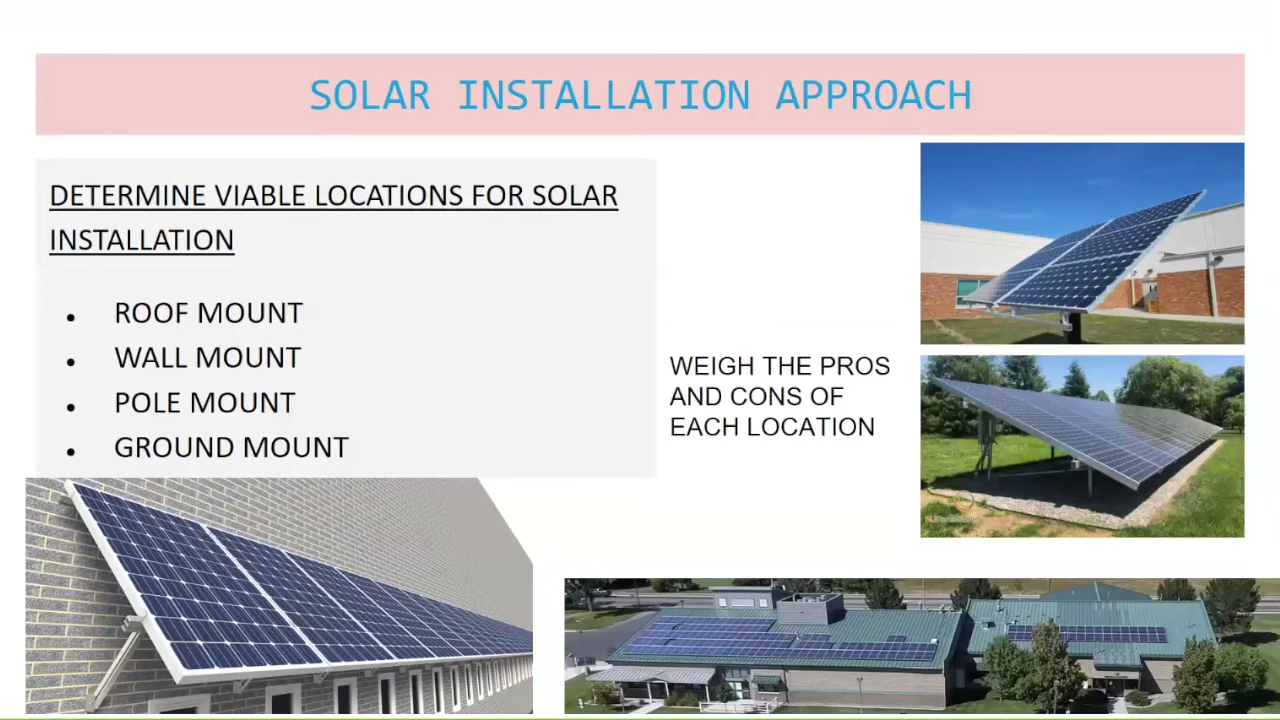 SOLAR INSTALLATION APPROACH
DETERMINE VIABLE LOCATIONS FOR SOLAR
INSTALLATION
• ROOF MOUNT
• WALL MOUNT
• POLE MOUNT
• GROUND MOUNT
WEIGH THE PROS
AND CONS OF
EACH LOCATION